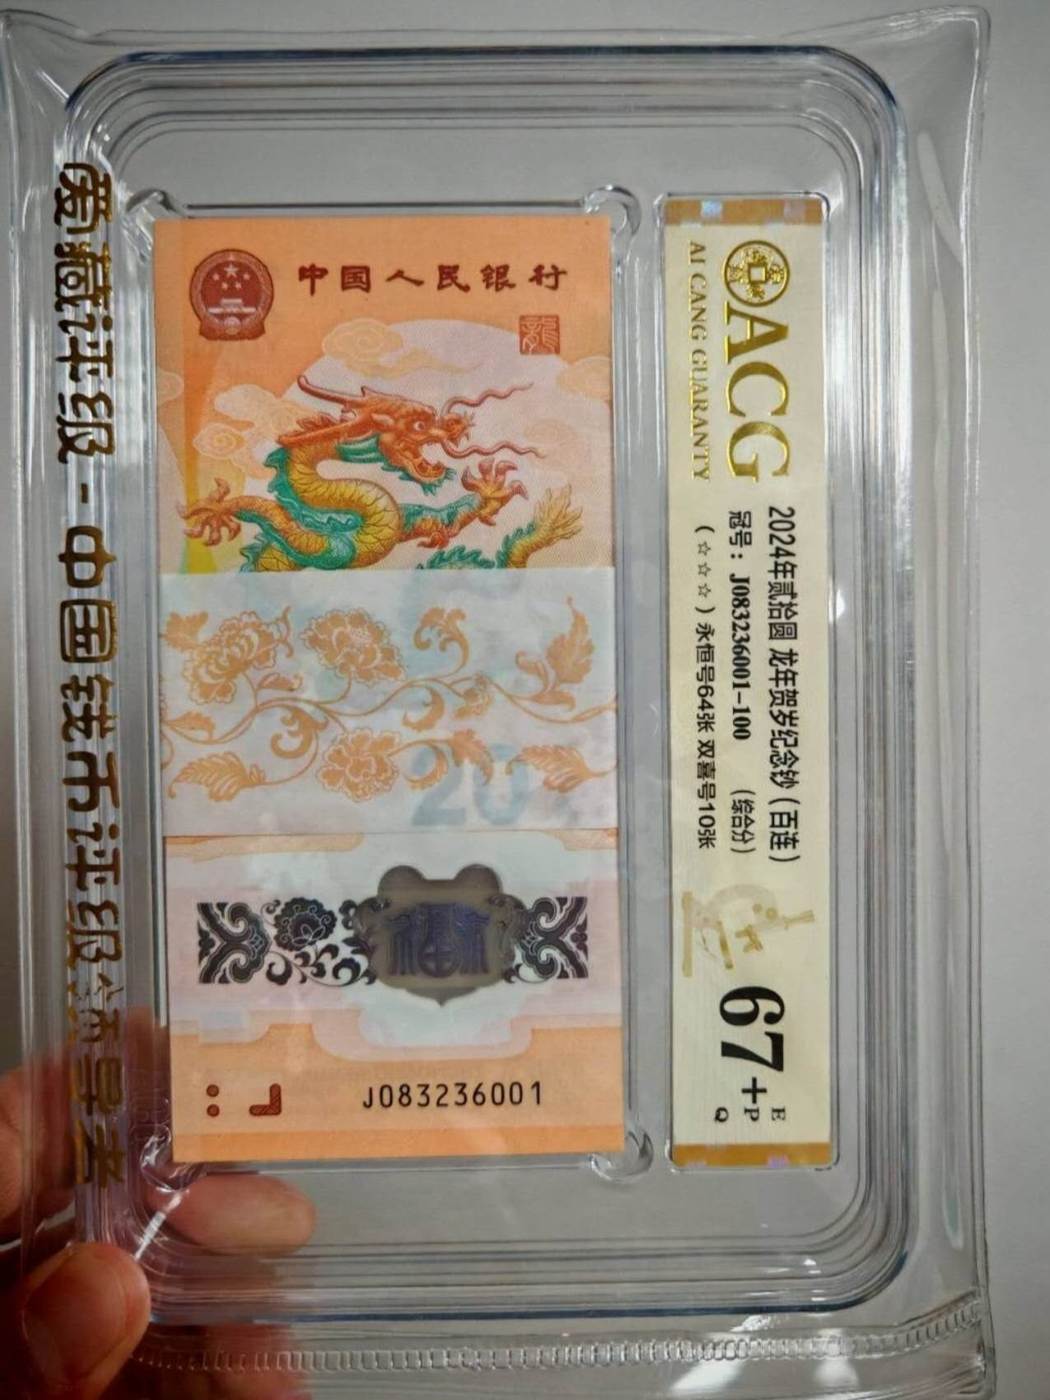 爱藏评级-中国钱币评级领导者
中国人民银行
龍
20
福
J083236001
ACG
AI CANG GUARANTY
2024年贰拾圆 龙年贺岁纪念钞 (百连)
冠号: J083236001-100 (综合分)
(☆☆☆) 永恒号64张 双喜号10张
67+
E
P
Q